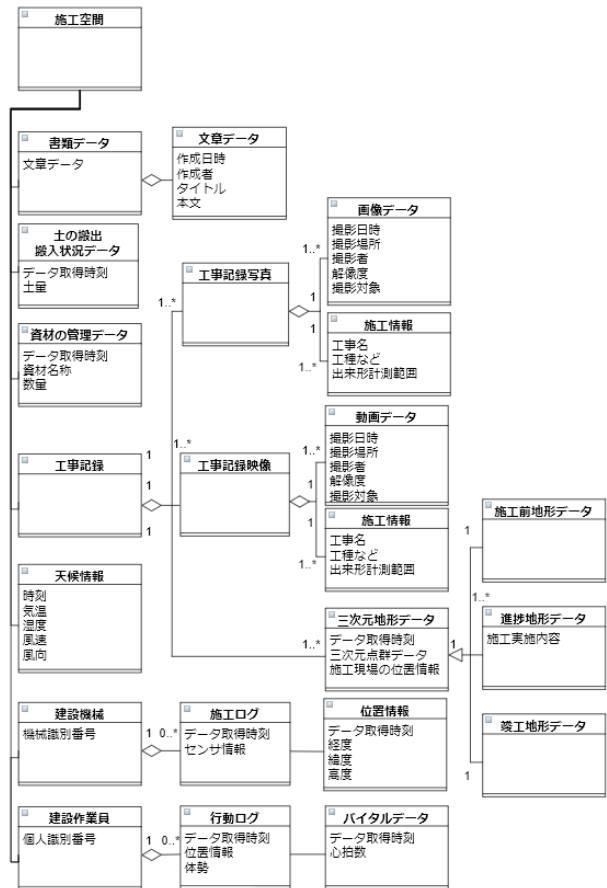 施工空間
書類データ
文章データ
文章データ
作成日時
作成者
タイトル
本文
土の搬出
搬入状況データ
データ取得時刻
土量
資材の管理データ
データ取得時刻
資材名称
数量
工事記録写真
1..*
画像データ
撮影日時
撮影場所
撮影者
解像度
撮影対象
1..*
1
1
1..*
施工情報
工事名
工種など
出来形計測範囲
工事記録
1
1
1
1..*
工事記録映像
動画データ
撮影日時
撮影場所
撮影者
解像度
撮影対象
1..*
1
1
1..*
施工情報
工事名
工種など
出来形計測範囲
天候情報
時刻
気温
湿度
風速
風向
1..*
三次元地形データ
データ取得時刻
三次元点群データ
施工現場の位置情報
1
施工前地形データ
1
1..*
進捗地形データ
施工実施内容
竣工地形データ
1
建設機械
機械識別番号
1
0..*
施工ログ
データ取得時刻
センサ情報
位置情報
データ取得時刻
経度
緯度
高度
建設作業員
個人識別番号
1
0..*
行動ログ
データ取得時刻
位置情報
体勢
バイタルデータ
データ取得時刻
心拍数